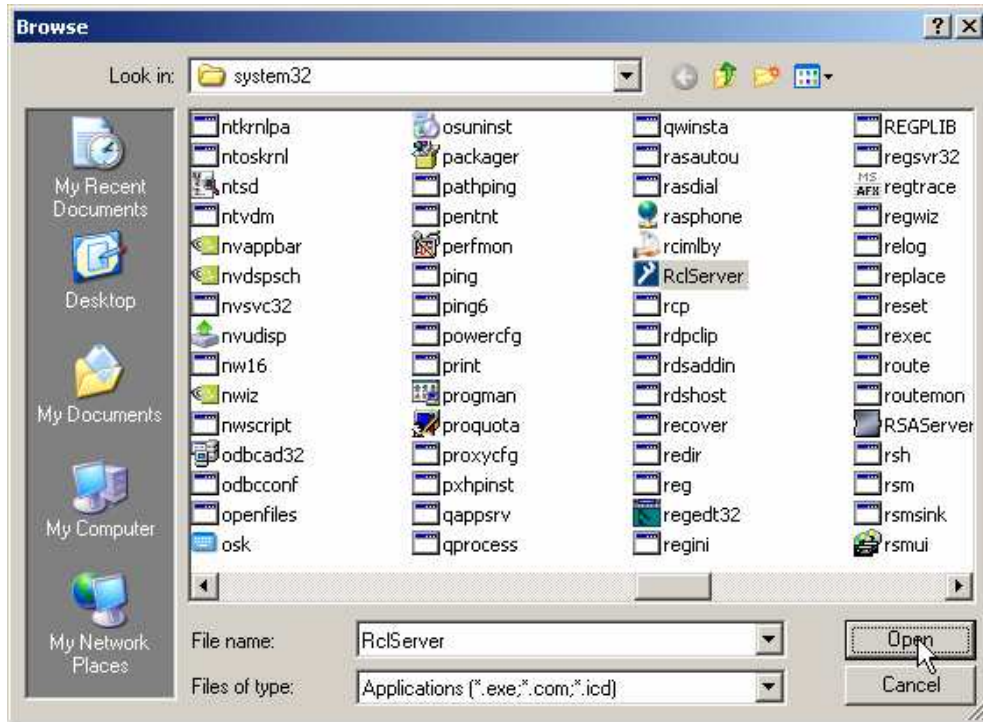 Browse
Look in: system32
My Recent
Documents
Desktop
My Documents
My Computer
My Network
Places
ntkrnlpa
ntoskrnl
ntsd
ntvdm
nvappbar
nvdspsch
nvsvc32
nvudisp
nw16
nwiz
nwscript
odbcad32
odbcconf
openfiles
osk
osuninst
packager
pathping
pentnt
perfmon
ping
ping6
powercfg
print
progman
proquota
proxycfg
pxhpinst
qappsrv
qprocess
qwinsta
rasautou
rasdial
rasphone
rcimlby
RclServer
rcp
rdpclip
rdsaddin
rdshost
recover
redir
reg
regedt32
regini
REGPLIB
regsvr32
MS
AFX regtrace
regwiz
relog
replace
reset
rexec
route
routemon
RSAServer
rsh
rsm
rsmsink
rsmui
File name: RclServer Open
Files of type: Applications (*.exe;*.com;*.icd) Cancel